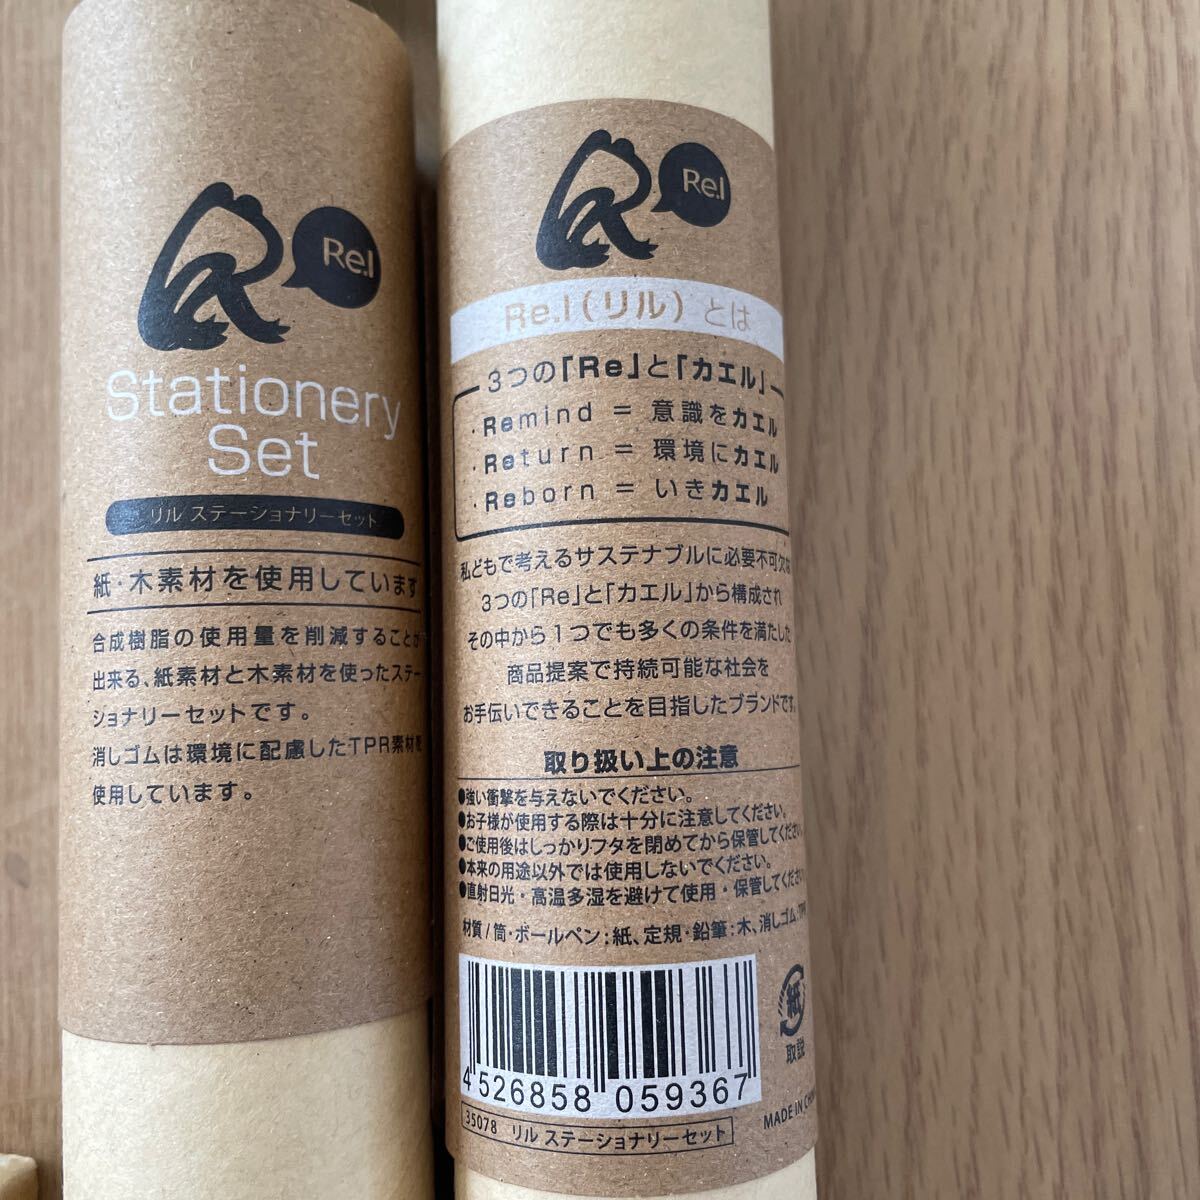 Re.l
Stationery
Set
リル ステーショナリーセット
紙・木素材を使用しています
合成樹脂の使用量を削減することが
出来る、紙素材と木素材を使ったステー
ショナリーセットです。
消しゴムは環境に配慮したTPR素材を
使用しています。
Re.l
Re.l(リル)とは
3つの「Re」と「カエル」
・Remind = 意識をカエル
・Return = 環境にカエル
・Reborn = いきカエル
私どもで考えるサステナブルに必要不可欠な
3つの「Re」と「カエル」から構成され
その中から1つでも多くの条件を満たした
商品提案で持続可能な社会を
お手伝いできることを目指したブランドです。
取り扱い上の注意
●強い衝撃を与えないでください。
●お子様が使用する際は十分に注意してください。
●ご使用後はしっかりフタを閉めてから保管してください。
●本来の用途以外では使用しないでください。
●直射日光・高温多湿を避けて使用・保管してください
材質/筒・ボールペン:紙、定規・鉛筆:木、消しゴム:TPR
紙
取説
4 526858 059367
MADE IN CHINA
35078 リル ステーショナリーセット